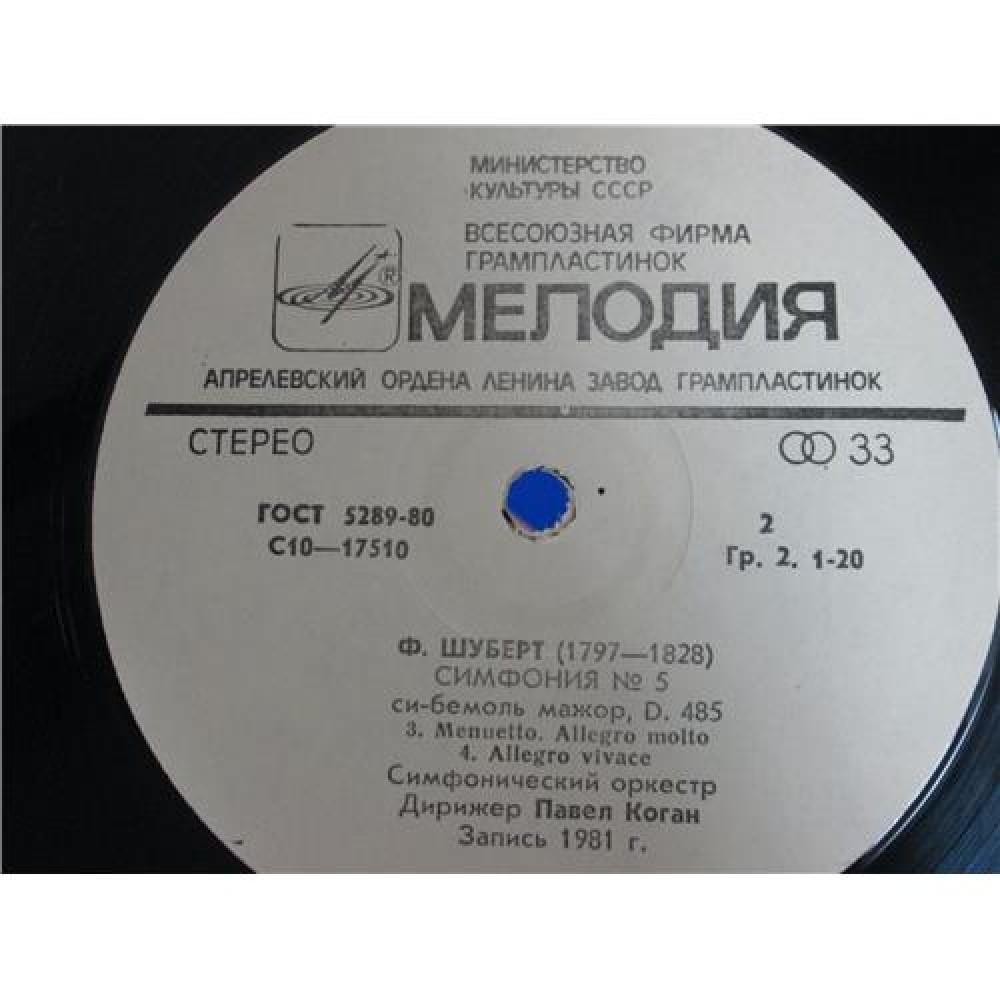 МИНИСТЕРСТВО
КУЛЬТУРЫ СССР
ВСЕСОЮЗНАЯ ФИРМА
ГРАМПЛАСТИНОК
®
МЕЛОДИЯ
АПРЕЛЕВСКИЙ ОРДЕНА ЛЕНИНА ЗАВОД ГРАМПЛАСТИНОК
СТЕРЕО
33
ГОСТ 5289-80
С10—17510
2
Гр. 2. 1-20
Ф. ШУБЕРТ (1797—1828)
СИМФОНИЯ № 5
си-бемоль мажор, D. 485
3. Menuetto. Allegro molto
4. Allegro vivace
Симфонический оркестр
Дирижер Павел Коган
Запись 1981 г.